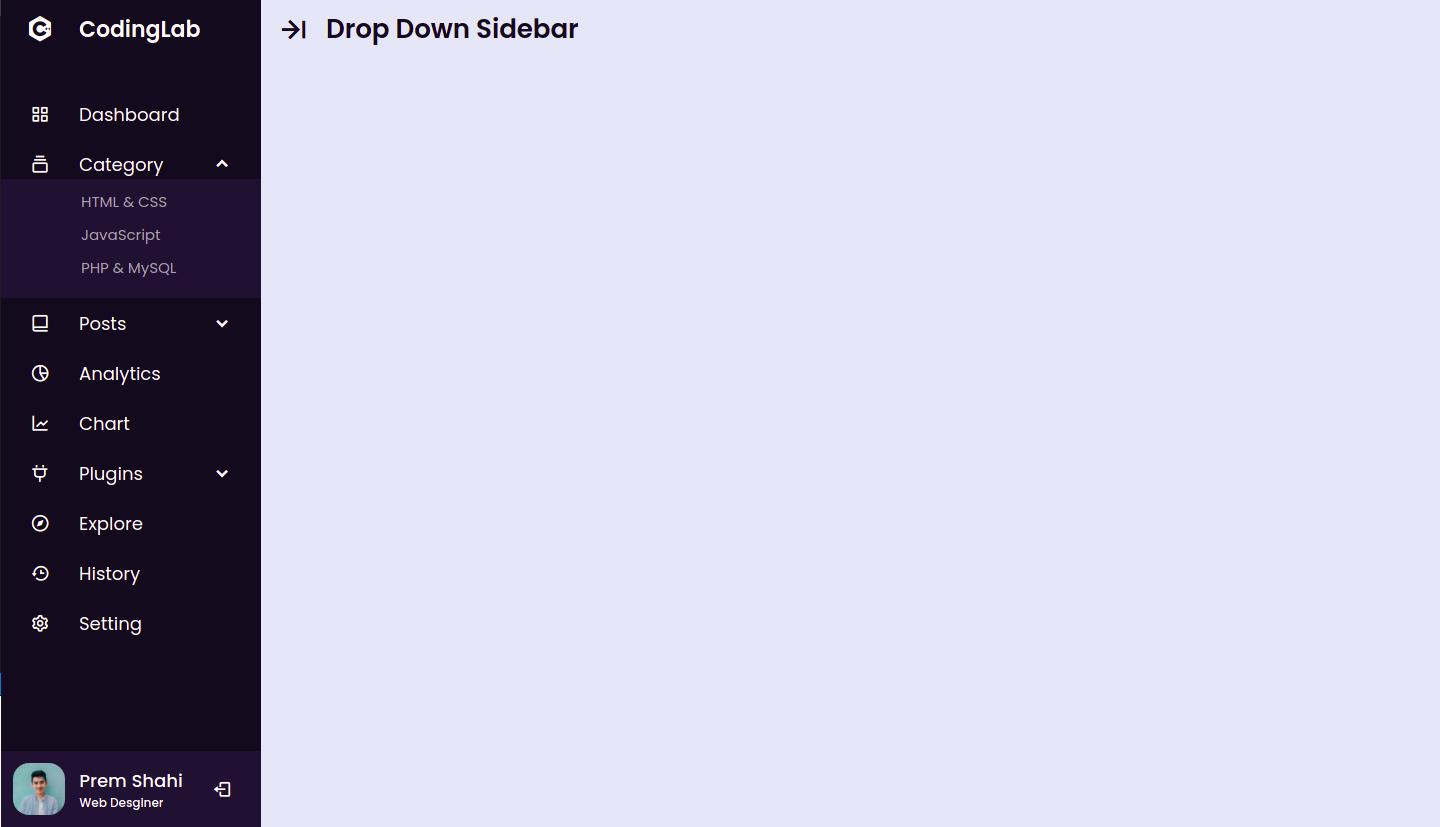 CodingLab
Drop Down Sidebar
Dashboard
Category
HTML & CSS
JavaScript
PHP & MySQL
Posts
Analytics
Chart
Plugins
Explore
History
Setting
Prem Shahi
Web Desginer